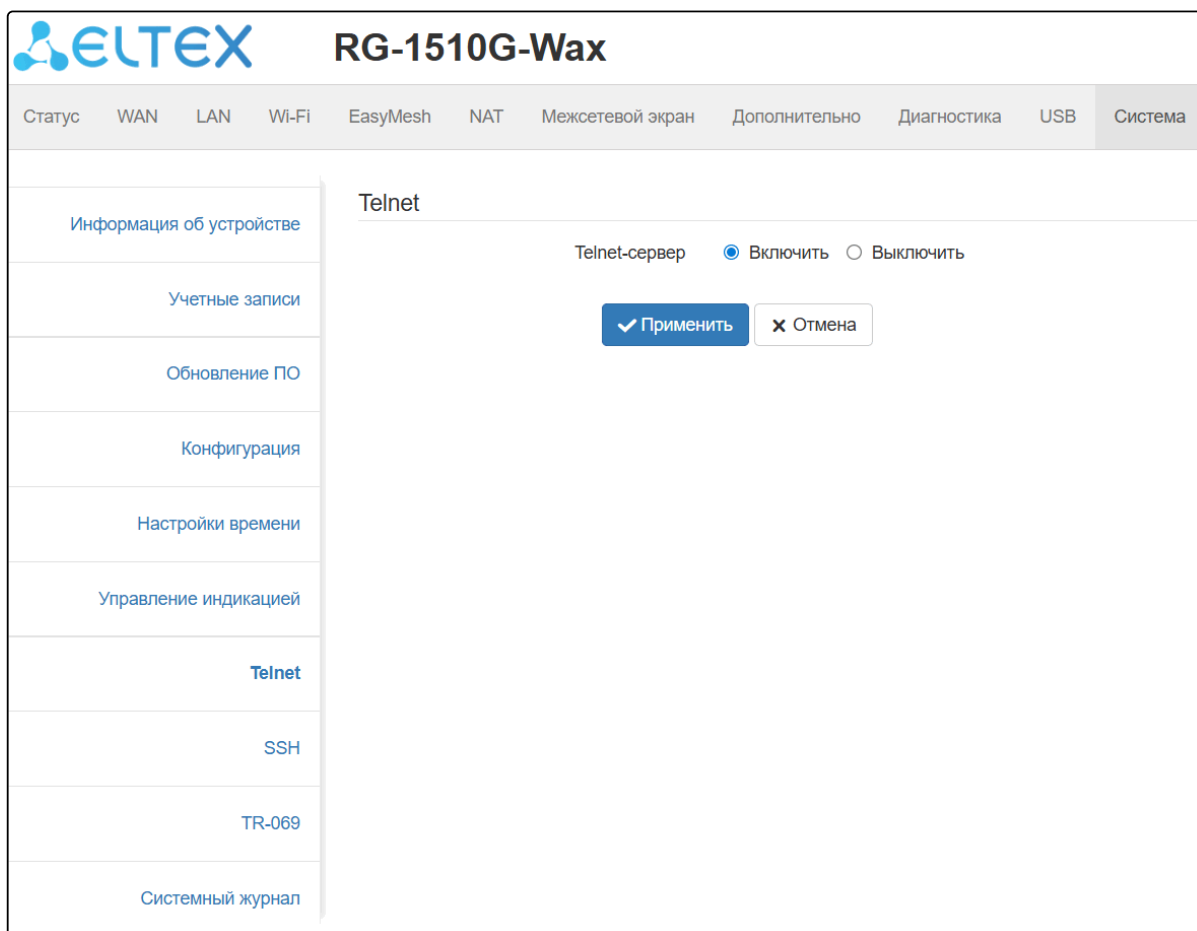 ELTEX RG-1510G-Wax
Статус WAN LAN Wi-Fi EasyMesh NAT Межсетевой экран Дополнительно Диагностика USB Система
Telnet
Информация об устройстве
Telnet-сервер Включить Выключить
Учетные записи
Применить Отмена
Обновление ПО
Конфигурация
Настройки времени
Управление индикацией
Telnet
SSH
TR-069
Системный журнал